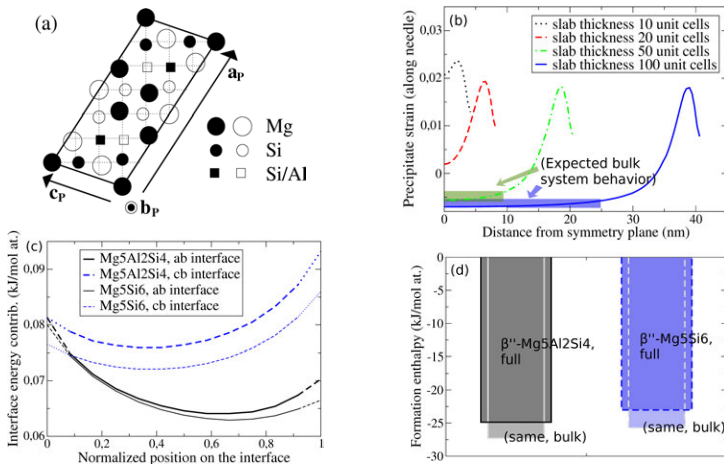 (a)
a_P
c_P
b_P
Mg
Si
Si/Al
(b)
Precipitate strain (along needle)
0.03
0.02
0.01
0
slab thickness 10 unit cells
slab thickness 20 unit cells
slab thickness 50 unit cells
slab thickness 100 unit cells
(Expected bulk
system behavior)
0 10 20 30 40
Distance from symmetry plane (nm)
(c)
Interface energy contrib. (kJ/mol at.)
0.09
0.08
0.07
0.06
Mg5Al2Si4, ab interface
Mg5Al2Si4, cb interface
Mg5Si6, ab interface
Mg5Si6, cb interface
0 0,2 0,4 0,6 0,8 1
Normalized position on the interface
(d)
Formation enthalpy (kJ/mol at.)
0
-5
-10
-15
-20
-25
-30
β''-Mg5Al2Si4,
full
(same, bulk)
β''-Mg5Si6,
full
(same, bulk)